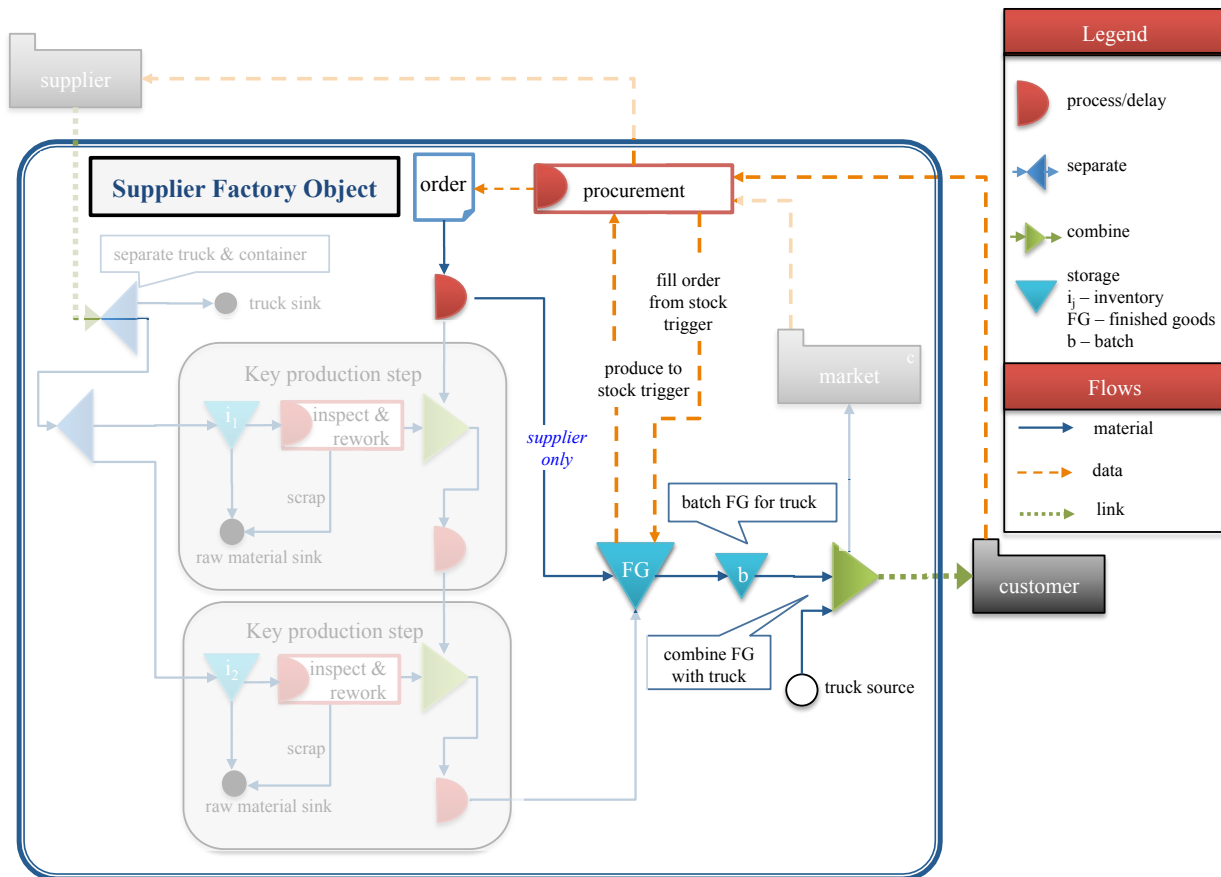 supplier
Supplier Factory Object
order
procurement
separate truck & container
truck sink
fill order
from stock
trigger
produce to
stock trigger
market
c
Key production step
i1
inspect &
rework
scrap
raw material sink
supplier
only
batch FG for truck
FG
b
customer
combine FG
with truck
truck source
Key production step
i2
inspect &
rework
scrap
raw material sink
Legend
process/delay
separate
combine
storage
ij – inventory
FG – finished goods
b – batch
Flows
material
data
link